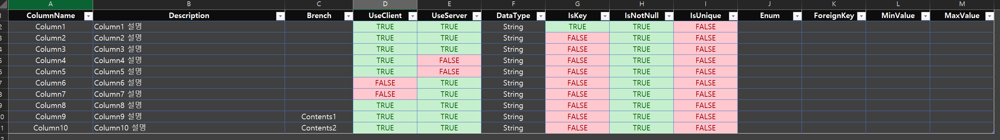 A B C D E F G H I J K L M
1 ColumnName Description Brench UseClient UseServer DataType IsKey IsNotNull IsUnique Enum ForeignKey MinValue MaxValue
2 Column1 Column1 설명 TRUE TRUE String TRUE TRUE FALSE
3 Column2 Column2 설명 TRUE TRUE String FALSE TRUE FALSE
4 Column3 Column3 설명 TRUE TRUE String FALSE TRUE FALSE
5 Column4 Column4 설명 TRUE FALSE String FALSE TRUE FALSE
6 Column5 Column5 설명 TRUE FALSE String FALSE TRUE FALSE
7 Column6 Column6 설명 FALSE TRUE String FALSE TRUE FALSE
8 Column7 Column7 설명 FALSE TRUE String FALSE TRUE FALSE
9 Column8 Column8 설명 TRUE TRUE String FALSE TRUE FALSE
0 Column9 Column9 설명 Contents1 TRUE TRUE String FALSE TRUE FALSE
1 Column10 Column10 설명 Contents2 TRUE TRUE String FALSE TRUE FALSE
2